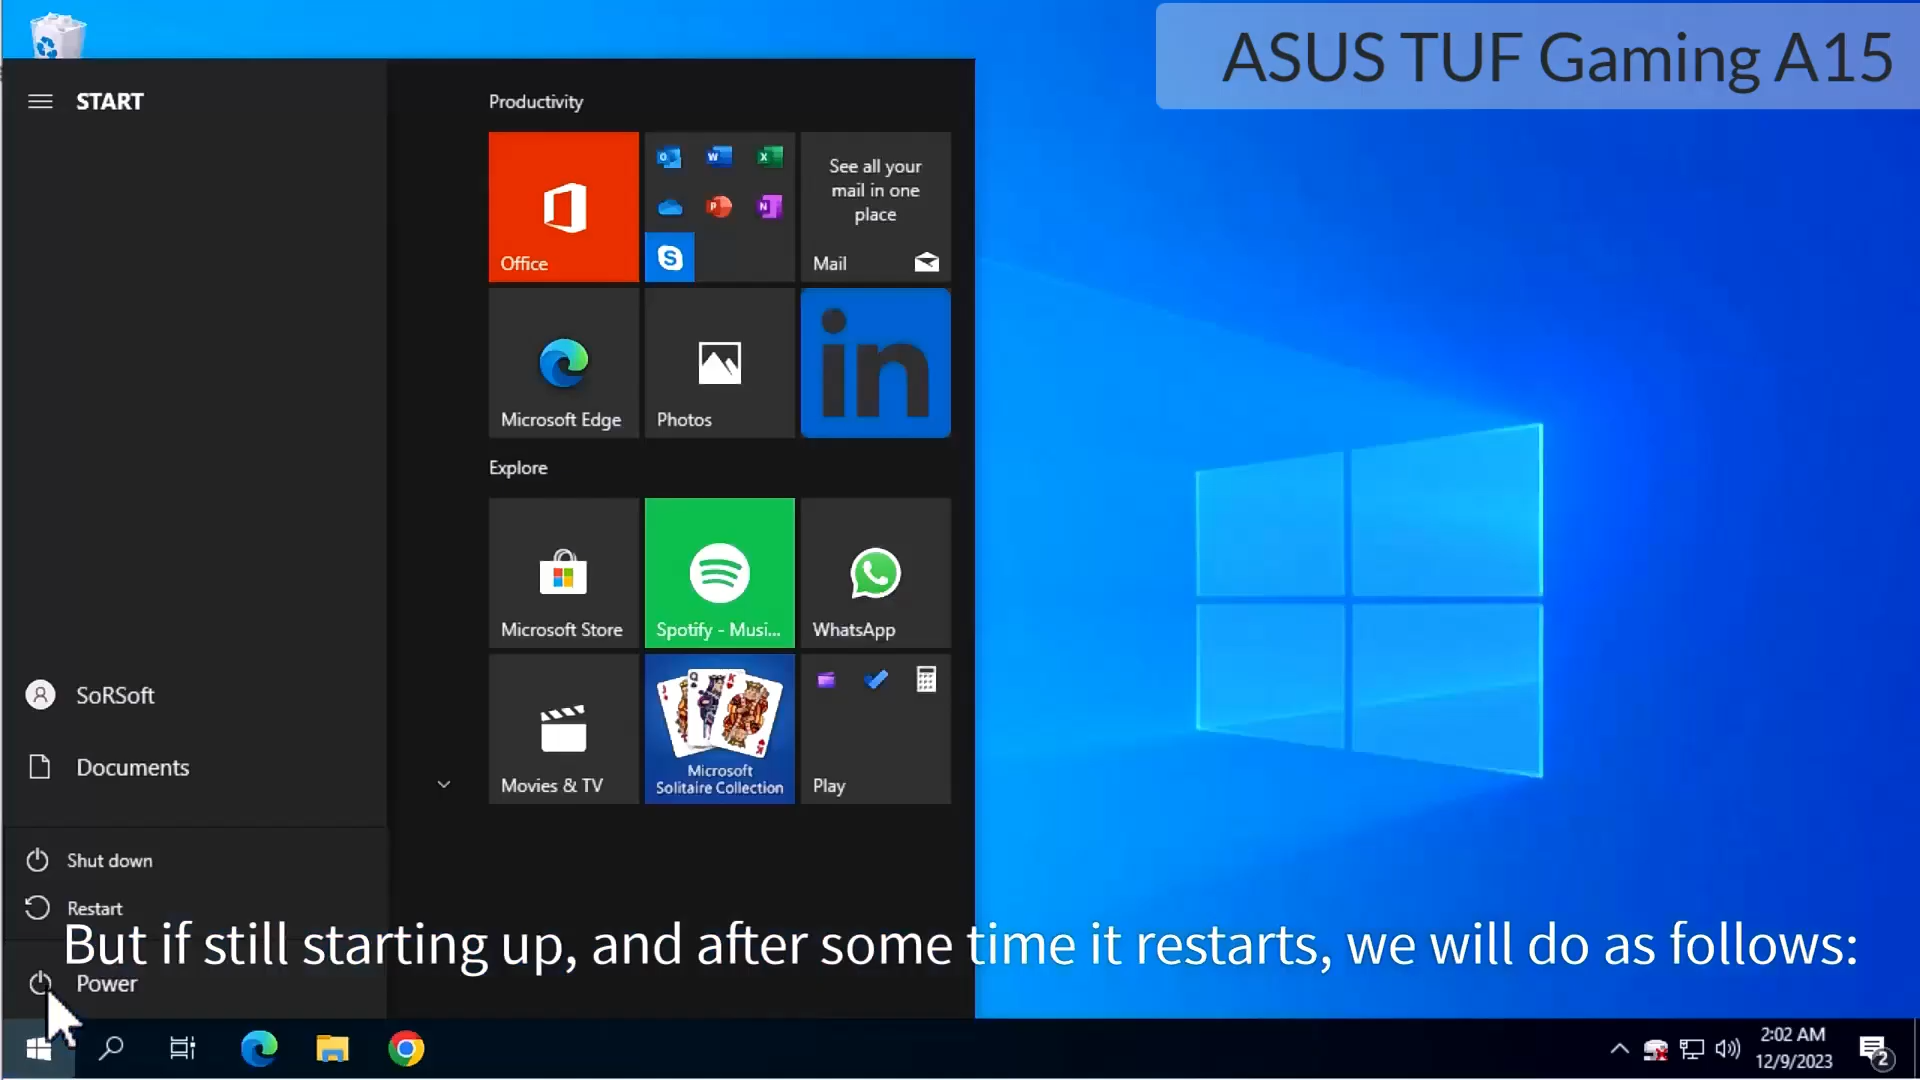 ASUS TUF Gaming A15
START
Productivity
Office
See all your
mail in one
place
Mail
Microsoft Edge
Photos
in
Explore
Microsoft Store
Spotify - Musi...
WhatsApp
Movies & TV
Microsoft
Solitaire Collection
Play
SoRSoft
Documents
Shut down
Restart
But if still starting up, and after some time it restarts, we will do as follows:
Power
2:02 AM
12/9/2023
2